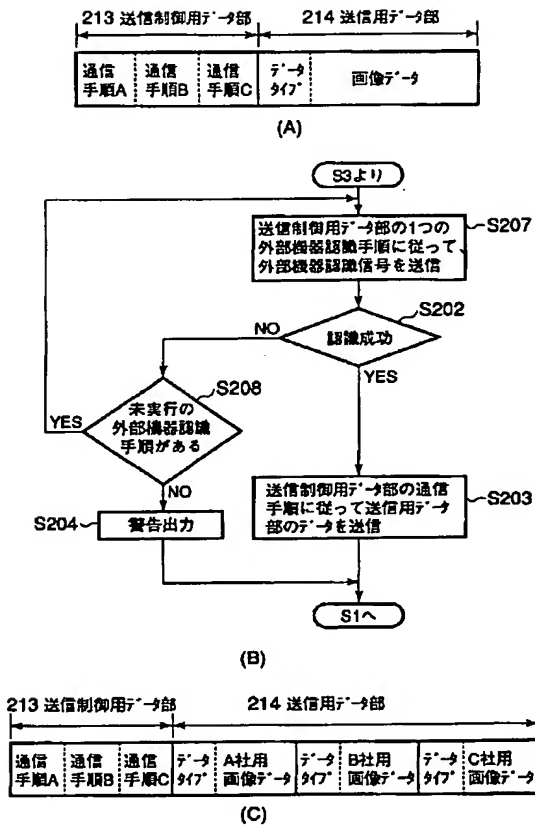 213 送信制御用データ部 214 送信用データ部
通信 通信 通信 データ 画像データ
手順A 手順B 手順C タイプ
(A)
S3より
送信制御用データ部の1つの S207
外部機器認識手順に従って、
外部機器認識信号を送信
S202
NO 認識成功
YES
S208
YES 未実行の
外部機器認識
手順がある
NO
送信制御用データ部の通信 S203
手順に従って送信用データ
部のデータを送信
S204 警告出力
S1へ
(B)
213 送信制御用データ部 214 送信用データ部
通信 通信 通信 データ A社用 データ B社用 データ C社用
手順A 手順B 手順C タイプ 画像データ タイプ 画像データ タイプ 画像データ
(C)